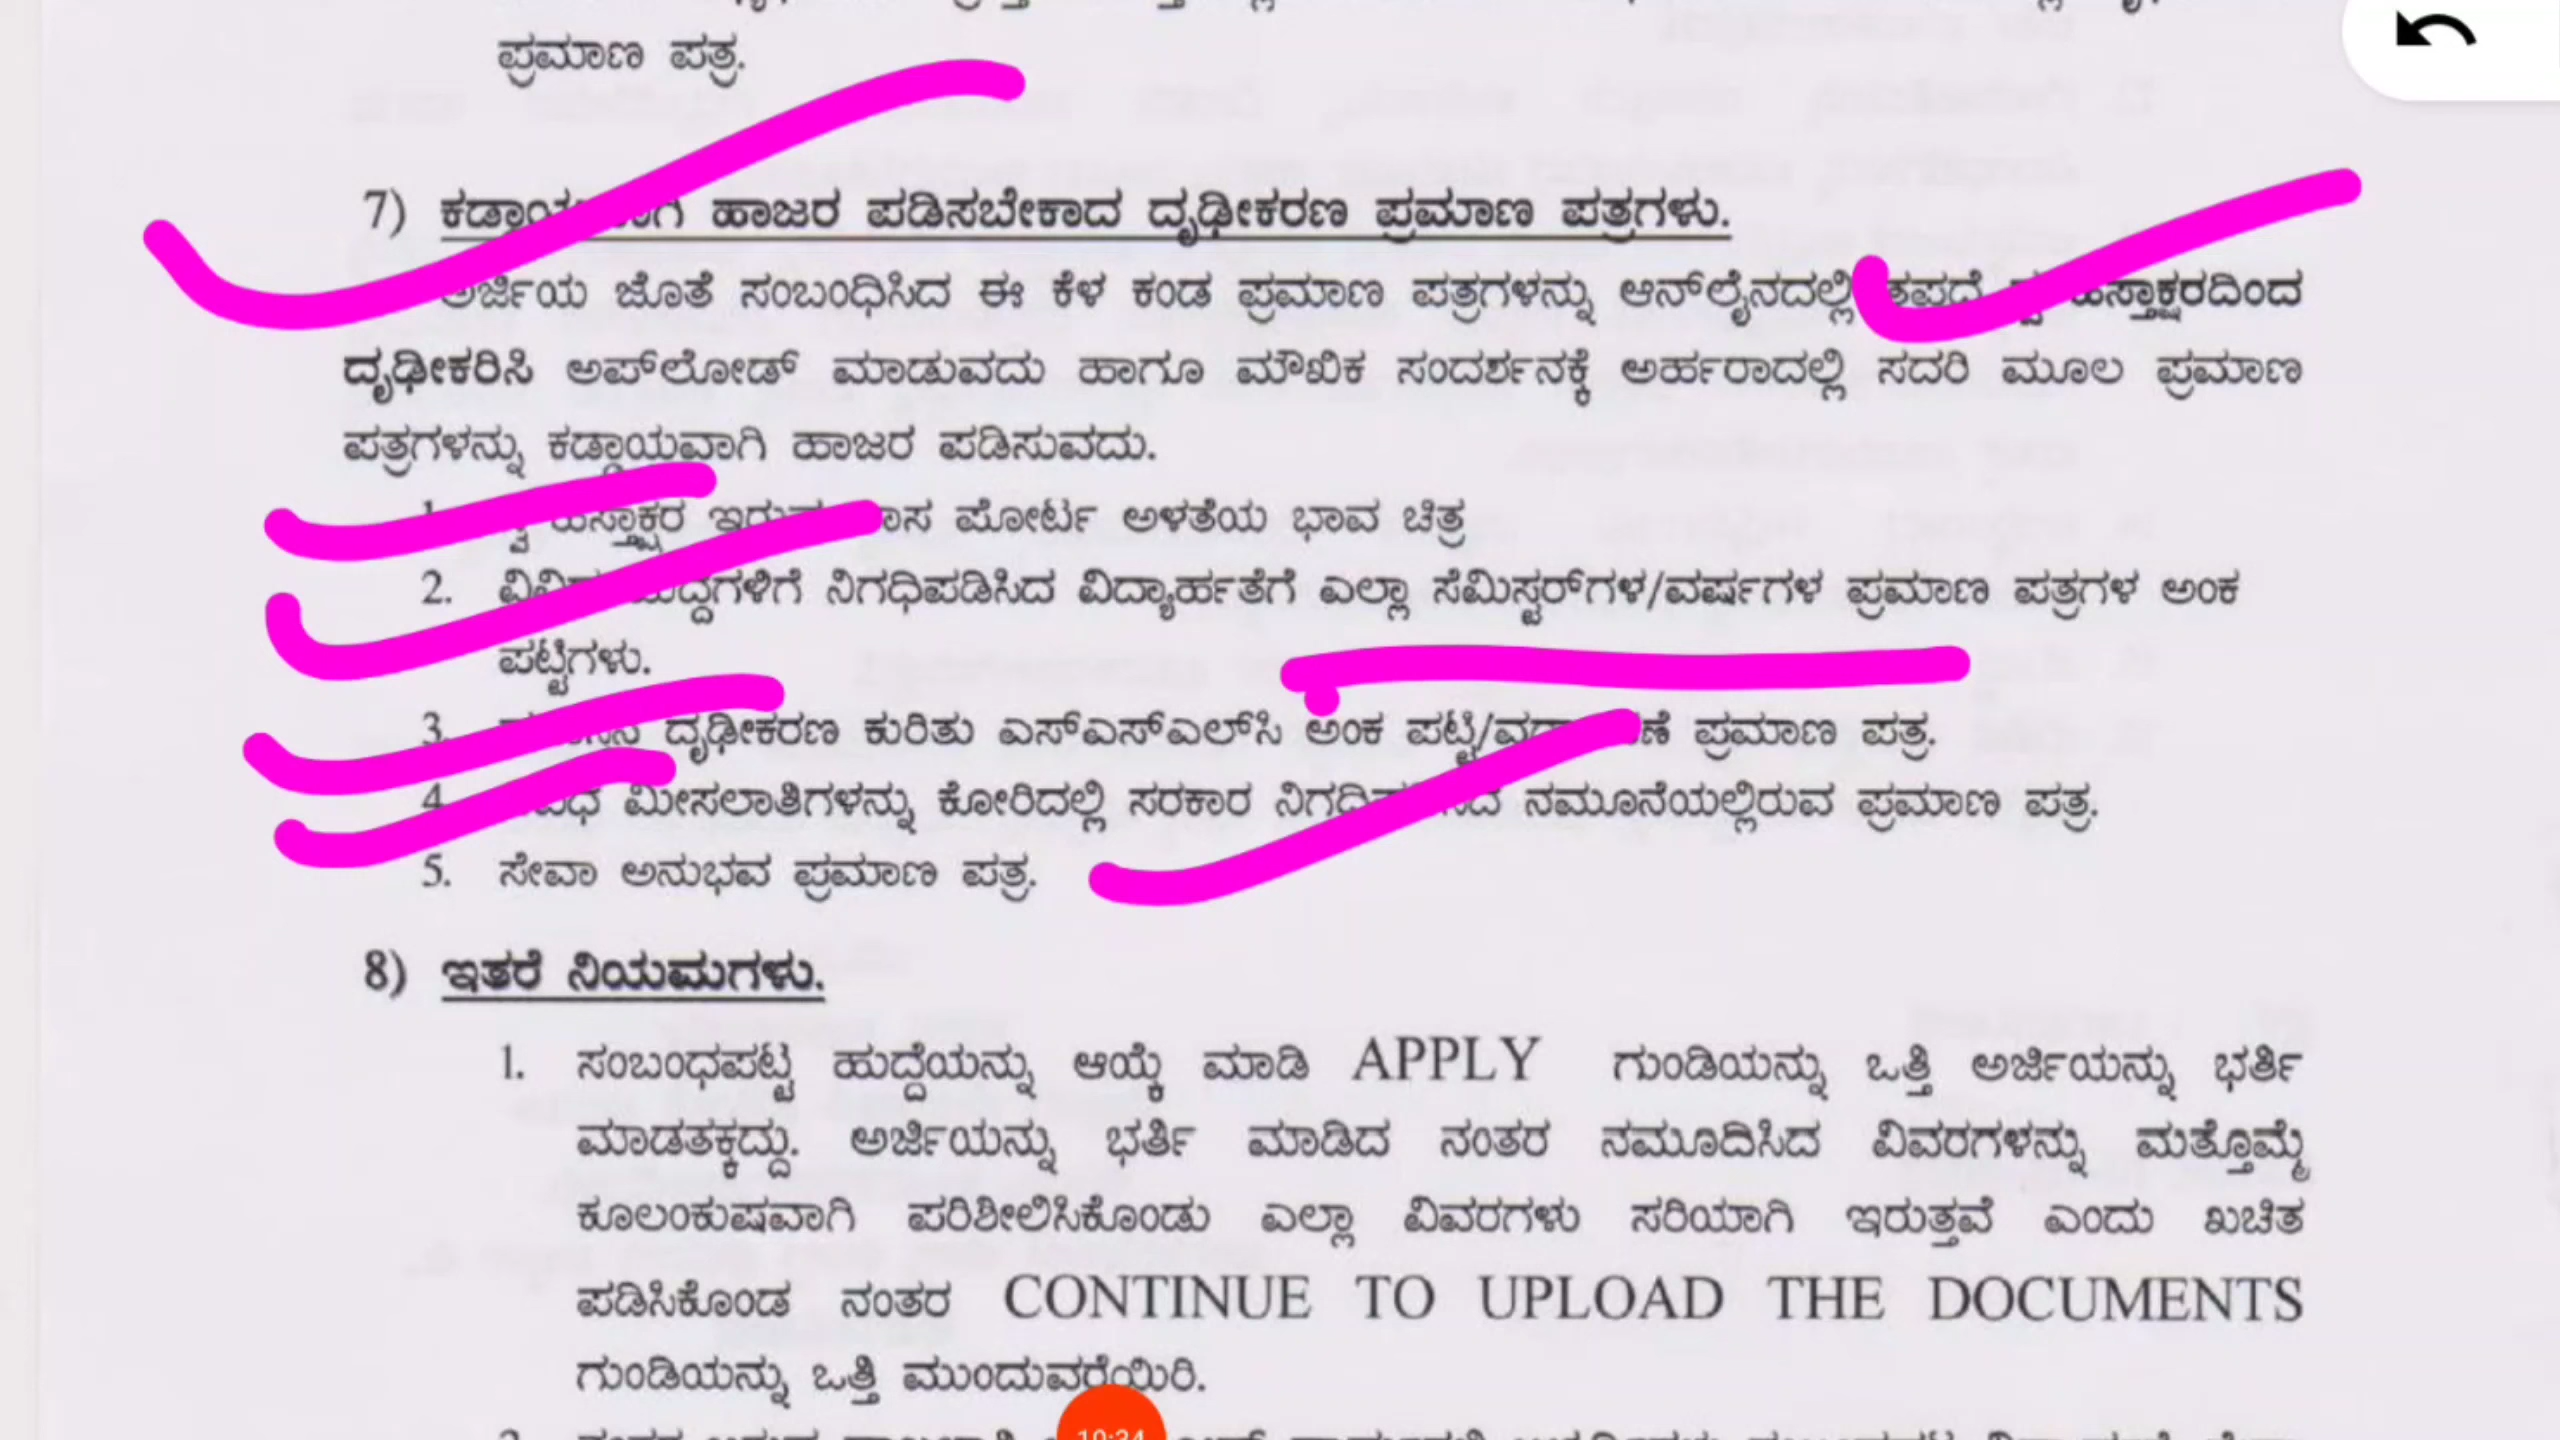 ಪ್ರಮಾಣ ಪತ್ರ.
7) ಹಾಜರ ಪಡಿಸಬೇಕಾದ ದೃಢೀಕರಣ ಪ್ರಮಾಣ ಪತ್ರಗಳು.
ಅರ್ಜಿಯ ಜೊತೆ ಸಂಬಂಧಿಸಿದ ಈ ಕೆಳ ಕಂಡ ಪ್ರಮಾಣ ಪತ್ರಗಳನ್ನು ಆನ್‌ಲೈನದಲ್ಲಿ ತಪದೆ ಹಸ್ತಾಕ್ಷರದಿಂದ
ದೃಢೀಕರಿಸಿ ಅಪ್‌ಲೋಡ್ ಮಾಡುವದು ಹಾಗೂ ಮೌಖಿಕ ಸಂದರ್ಶನಕ್ಕೆ ಅರ್ಹರಾದಲ್ಲಿ ಸದರಿ ಮೂಲ ಪ್ರಮಾಣ
ಪತ್ರಗಳನ್ನು ಕಡ್ಡಾಯವಾಗಿ ಹಾಜರ ಪಡಿಸುವದು.
ಹಸ್ತಾಕ್ಷರ ಪೋರ್ಟ ಅಳತೆಯ ಭಾವ ಚಿತ್ರ
2. ನಿಗಧಿಪಡಿಸಿದ ವಿದ್ಯಾರ್ಹತೆಗೆ ಎಲ್ಲಾ ಸೆಮಿಸ್ಟರ್‌ಗಳ/ವರ್ಷಗಳ ಪ್ರಮಾಣ ಪತ್ರಗಳ ಅಂಕ
ಪಟ್ಟಿಗಳು.
3. ದೃಢೀಕರಣ ಕುರಿತು ಎಸ್‌ಎಸ್‌ಎಲ್‌ಸಿ ಅಂಕ ಪಟ್ಟಿ/ ಪ್ರಮಾಣ ಪತ್ರ.
4. ಮೀಸಲಾತಿಗಳನ್ನು ಕೋರಿದಲ್ಲಿ ಸರಕಾರ ನಮೂನೆಯಲ್ಲಿರುವ ಪ್ರಮಾಣ ಪತ್ರ.
5. ಸೇವಾ ಅನುಭವ ಪ್ರಮಾಣ ಪತ್ರ.
8) ಇತರೆ ನಿಯಮಗಳು.
1. ಸಂಬಂಧಪಟ್ಟ ಹುದ್ದೆಯನ್ನು ಆಯ್ಕೆ ಮಾಡಿ APPLY ಗುಂಡಿಯನ್ನು ಒತ್ತಿ ಅರ್ಜಿಯನ್ನು ಭರ್ತಿ
ಮಾಡತಕ್ಕದ್ದು. ಅರ್ಜಿಯನ್ನು ಭರ್ತಿ ಮಾಡಿದ ನಂತರ ನಮೂದಿಸಿದ ವಿವರಗಳನ್ನು ಮತ್ತೊಮ್ಮೆ
ಕೂಲಂಕುಷವಾಗಿ ಪರಿಶೀಲಿಸಿಕೊಂಡು ಎಲ್ಲಾ ವಿವರಗಳು ಸರಿಯಾಗಿ ಇರುತ್ತವೆ ಎಂದು ಖಚಿತ
ಪಡಿಸಿಕೊಂಡ ನಂತರ CONTINUE TO UPLOAD THE DOCUMENTS
ಗುಂಡಿಯನ್ನು ಒತ್ತಿ ಮುಂದುವರೆಯಿರಿ.